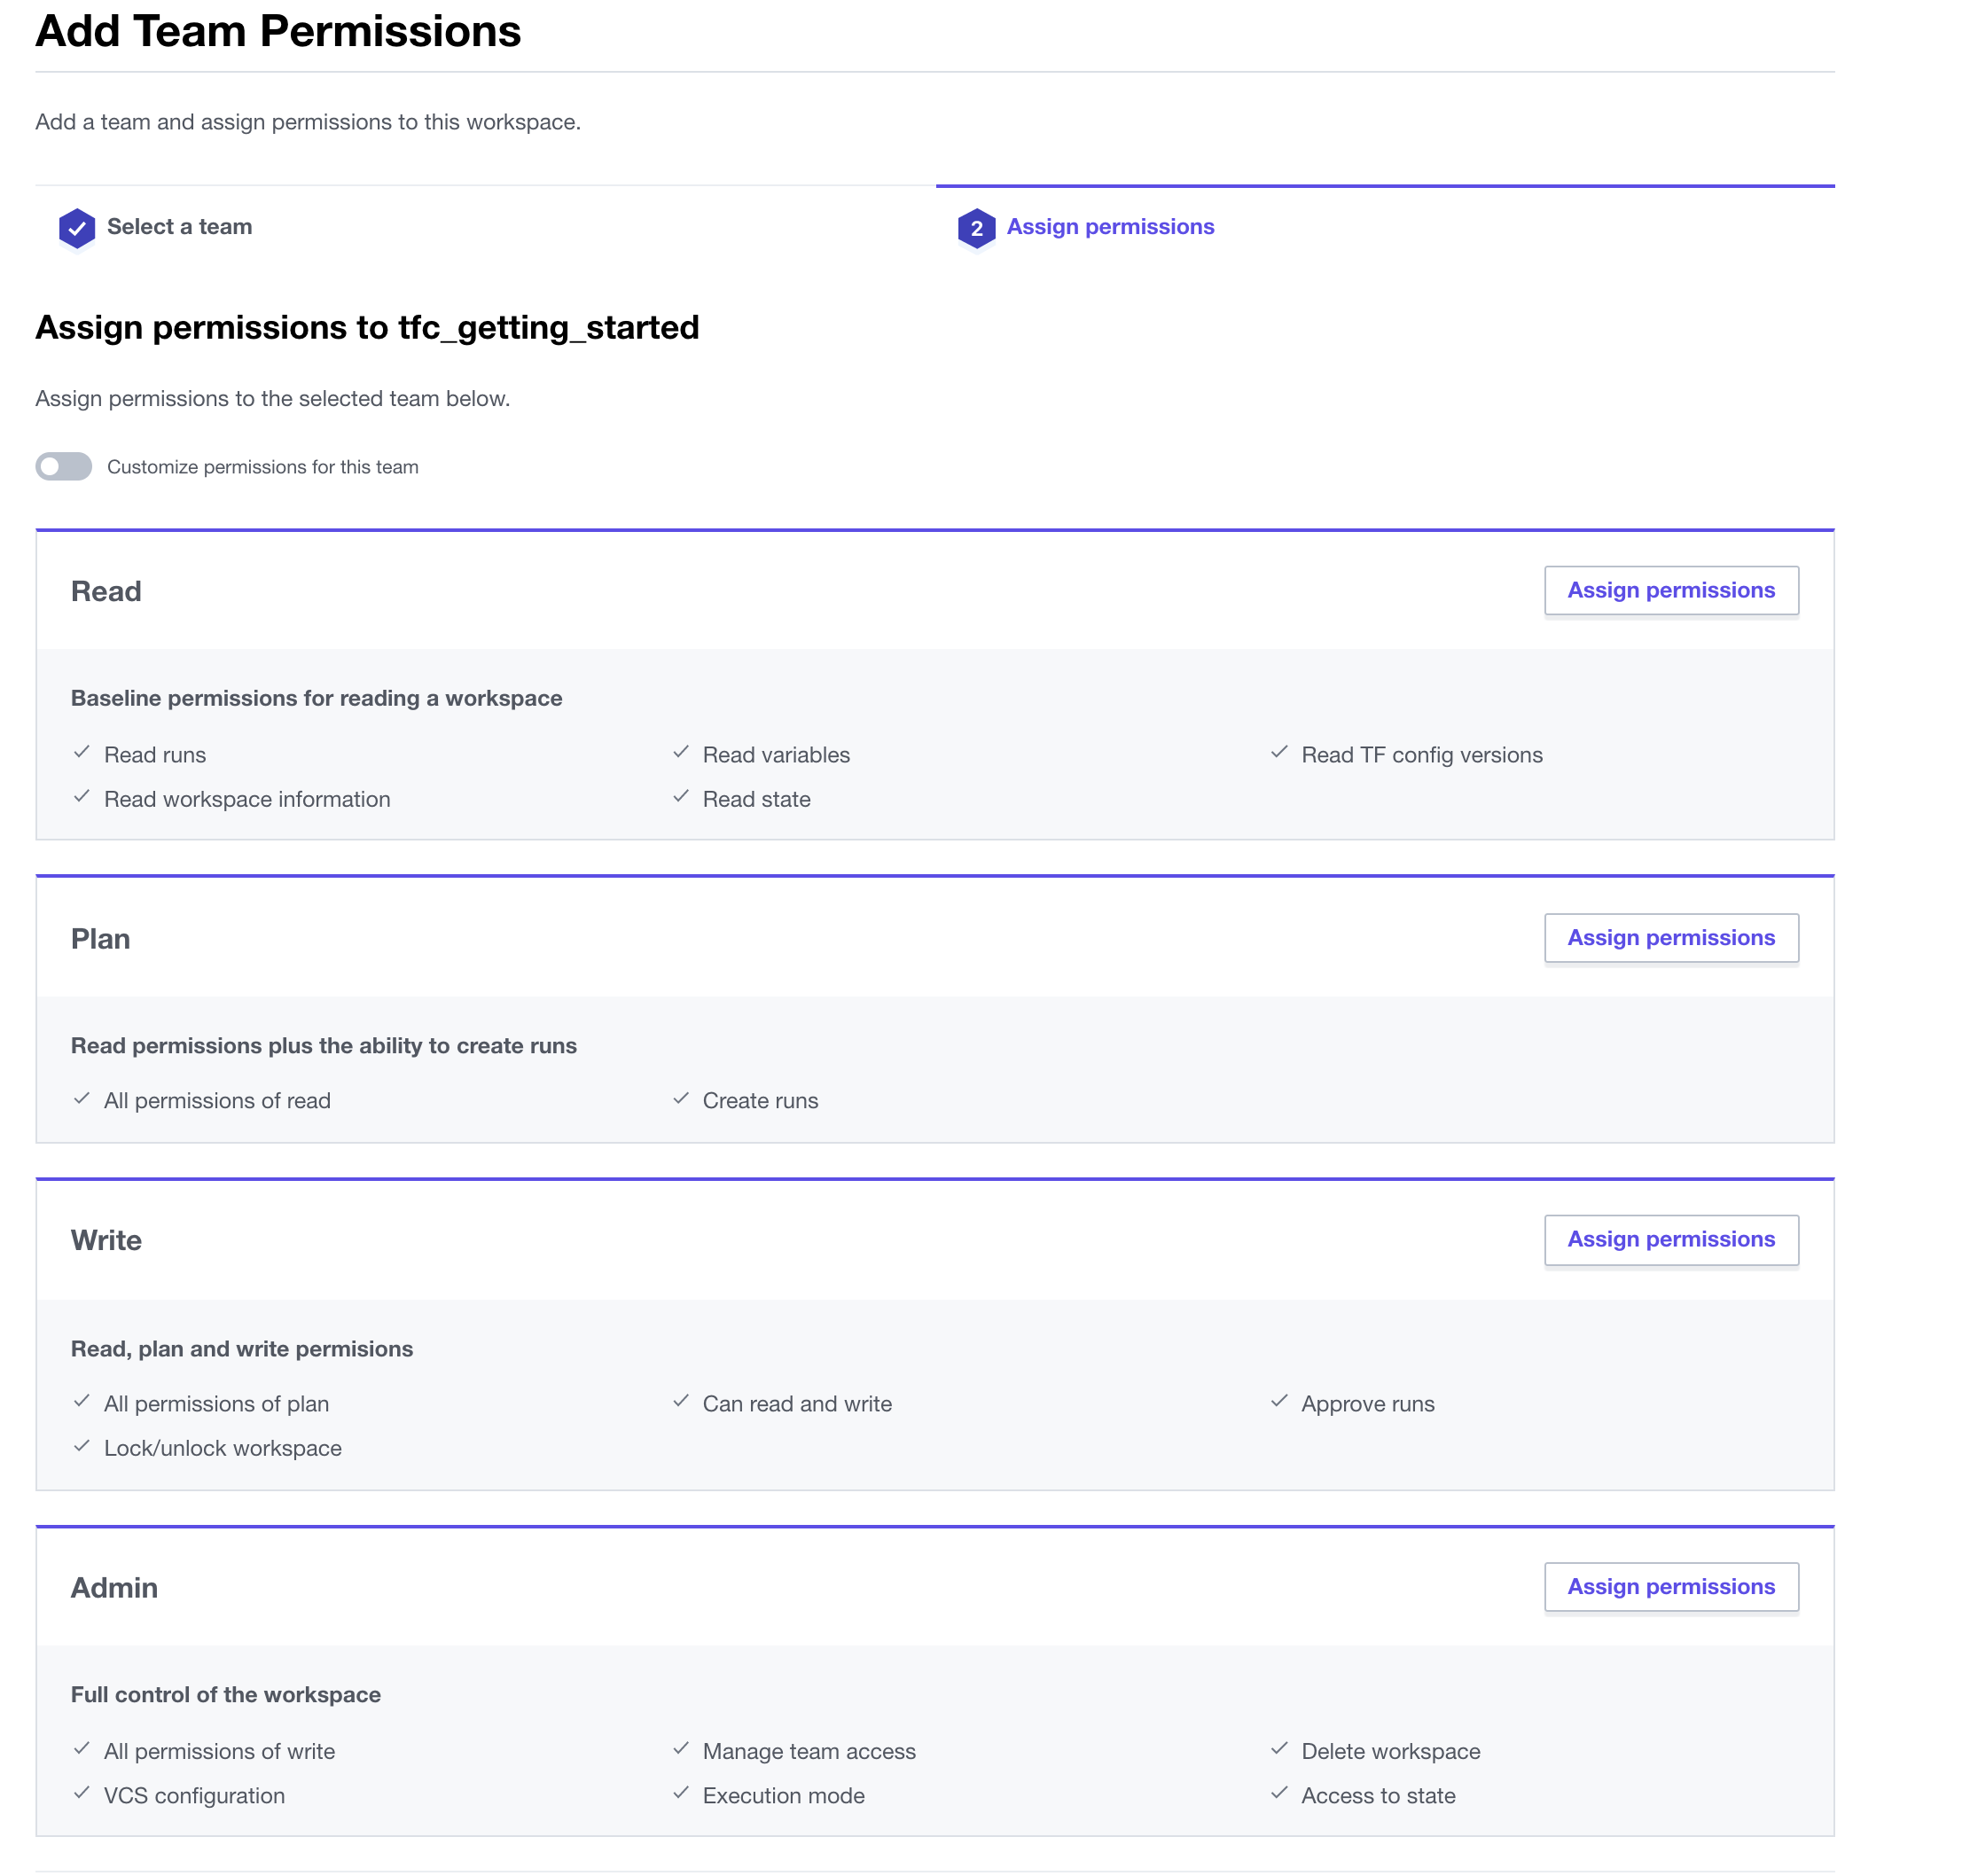 Add Team Permissions
Add a team and assign permissions to this workspace.
Select a team
2 Assign permissions
Assign permissions to tfc_getting_started
Assign permissions to the selected team below.
Customize permissions for this team
Read
Assign permissions
Baseline permissions for reading a workspace
Read runs
Read variables
Read TF config versions
Read workspace information
Read state
Plan
Assign permissions
Read permissions plus the ability to create runs
All permissions of read
Create runs
Write
Assign permissions
Read, plan and write permisions
All permissions of plan
Can read and write
Approve runs
Lock/unlock workspace
Admin
Assign permissions
Full control of the workspace
All permissions of write
Manage team access
Delete workspace
VCS configuration
Execution mode
Access to state